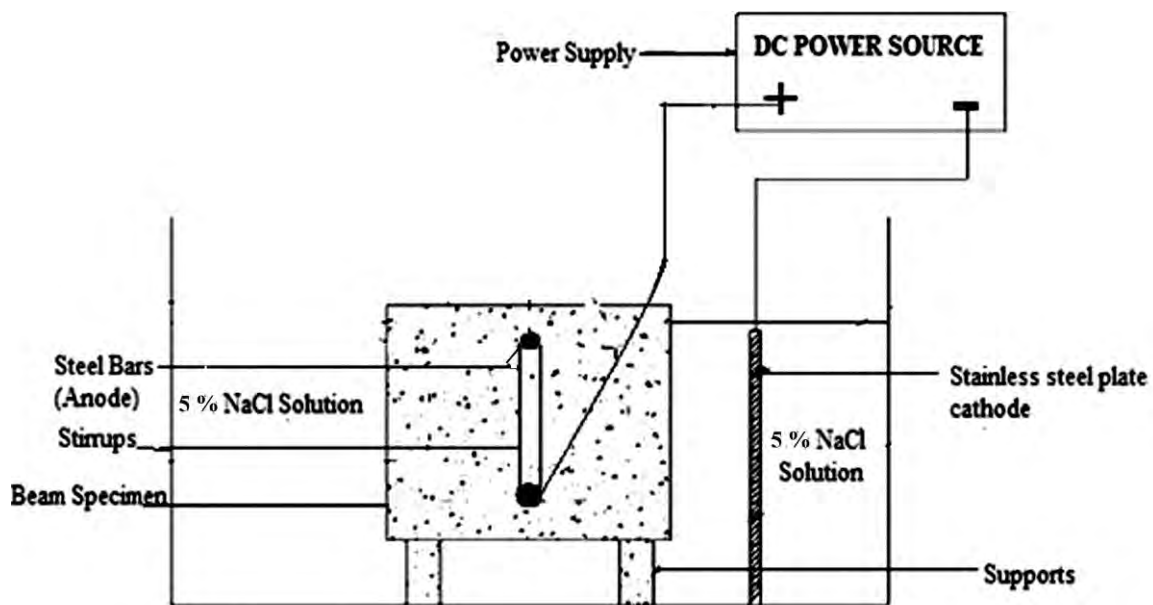 Power Supply
DC POWER SOURCE
+
-
Steel Bars
(Anode)
5 % NaCl Solution
Stirrups
Beam Specimen
Stainless steel plate
cathode
5 % NaCl
Solution
Supports